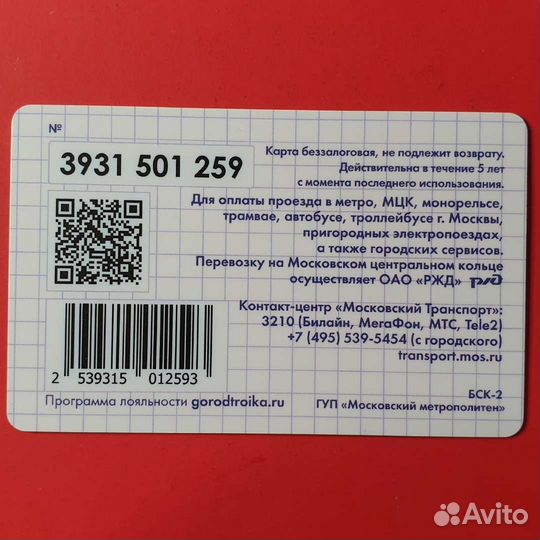 №
3931 501 259
Карта беззалоговая, не подлежит возврату.
Действительна в течение 5 лет
с момента последнего использования.
Для оплаты проезда в метро, МЦК, монорельсе,
трамвае, автобусе, троллейбусе г. Москвы,
пригородных электропоездах,
а также городских сервисов.
Перевозку на Московском центральном кольце
осуществляет ОАО «РЖД» РЖД
Контакт-центр «Московский Транспорт»:
3210 (Билайн, МегаФон, МТС, Tele2)
+7 (495) 539-5454 (с городского)
transport.mos.ru
2 539315 012593
Программа лояльности gorodtroika.ru
БСК-2
ГУП «Московский метрополитен»
Avito